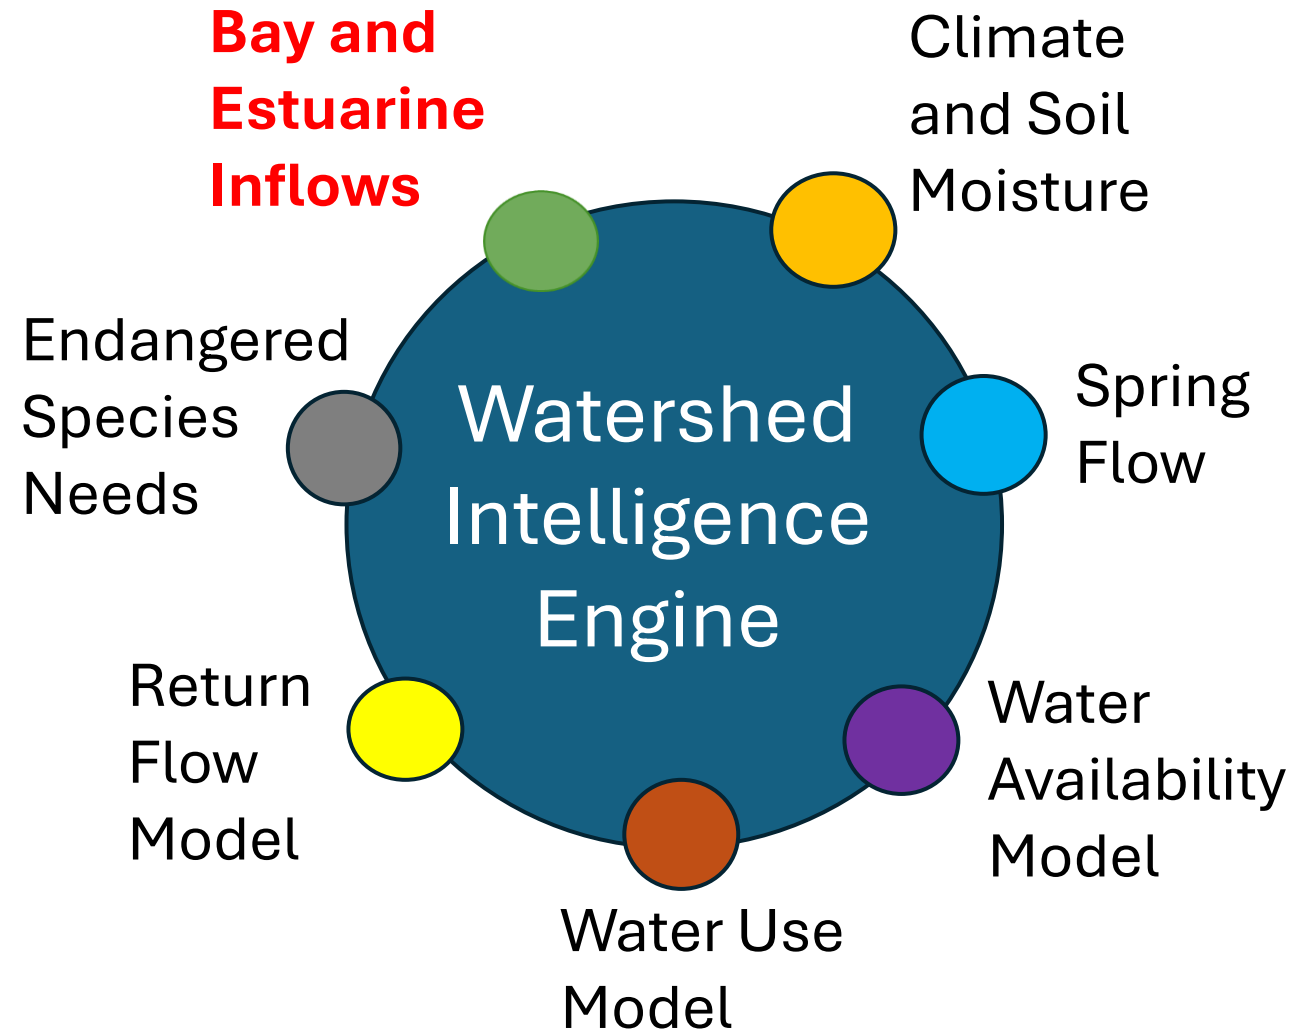 Bay and
Estuarine
Inflows
Climate
and Soil
Moisture
Endangered
Species
Needs
Watershed
Intelligence
Engine
Spring
Flow
Return
Flow
Model
Water
Availability
Model
Water Use
Model